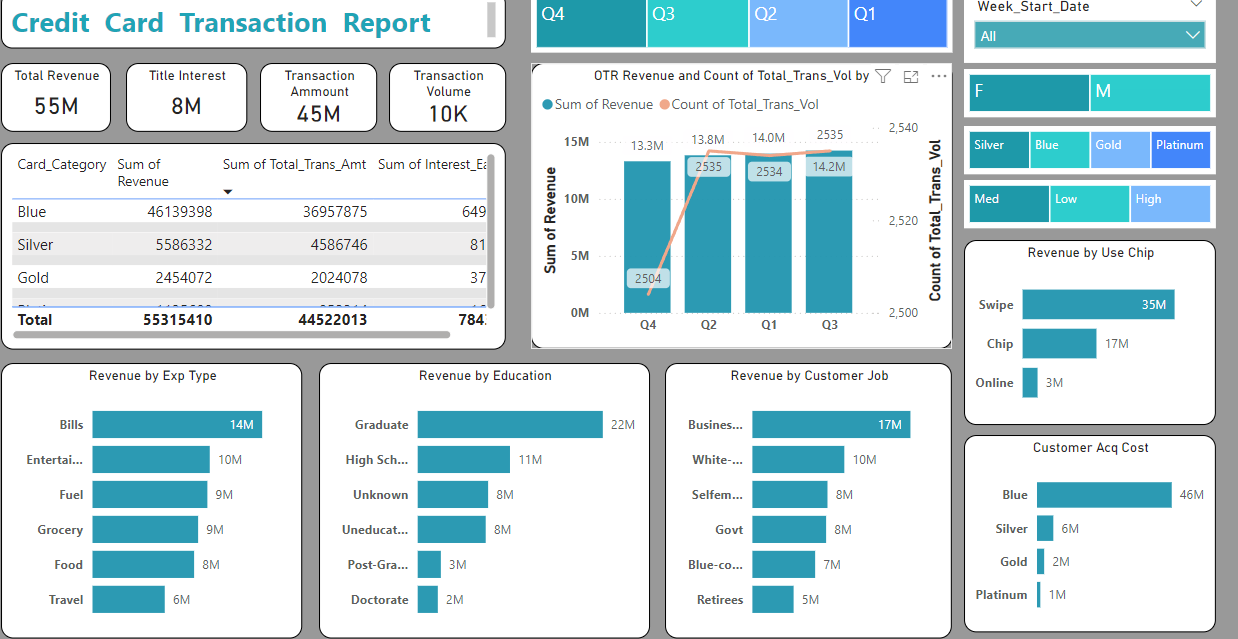 Credit Card Transaction Report
Q4 Q3 Q2 Q1
Week_Start_Date
All
Total Revenue
55M
Title Interest
8M
Transaction
Ammount
45M
Transaction
Volume
10K
OTR Revenue and Count of Total_Trans_Vol by
Sum of Revenue Count of Total_Trans_Vol
Sum of Revenue
15M
10M
5M
0M
13.3M 13.8M 14.0M 2535
2504 2535 2534 14.2M
Q4 Q2 Q1 Q3
2,540
2,520
2,500
Count of Total_Trans_Vol
F M
Silver Blue Gold Platinum
Med Low High
Card_Category Sum of Revenue Sum of Total_Trans_Amt Sum of Interest_Ea
Blue 46139398 36957875 649
Silver 5586332 4586746 81
Gold 2454072 2024078 37
Total 55315410 44522013 784
Revenue by Use Chip
Swipe 35M
Chip 17M
Online 3M
Revenue by Exp Type
Bills 14M
Entertai... 10M
Fuel 9M
Grocery 9M
Food 8M
Travel 6M
Revenue by Education
Graduate 22M
High Sch... 11M
Unknown 8M
Uneducat... 8M
Post-Gra... 3M
Doctorate 2M
Revenue by Customer Job
Busines... 17M
White-... 10M
Selfem... 8M
Govt 8M
Blue-co... 7M
Retirees 5M
Customer Acq Cost
Blue 46M
Silver 6M
Gold 2M
Platinum 1M